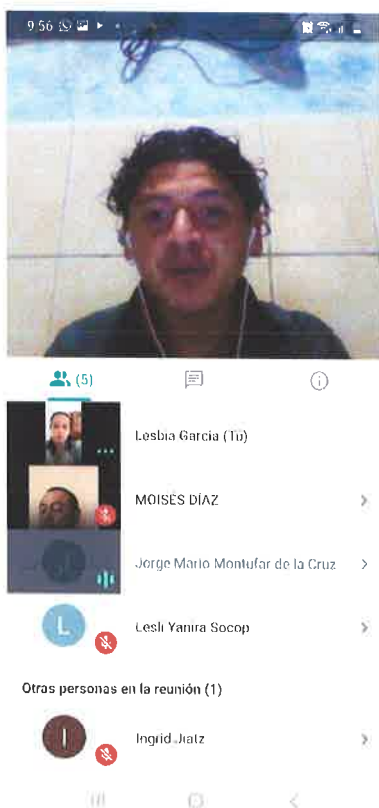 9:56
(5)
Lesbia García (Tú)
MOISÉS DÍAZ
J
Jorge Mario Montufar de la Cruz
L
Lesli Yanira Socop
Otras personas en la reunión (1)
I
Ingrid Jiatz